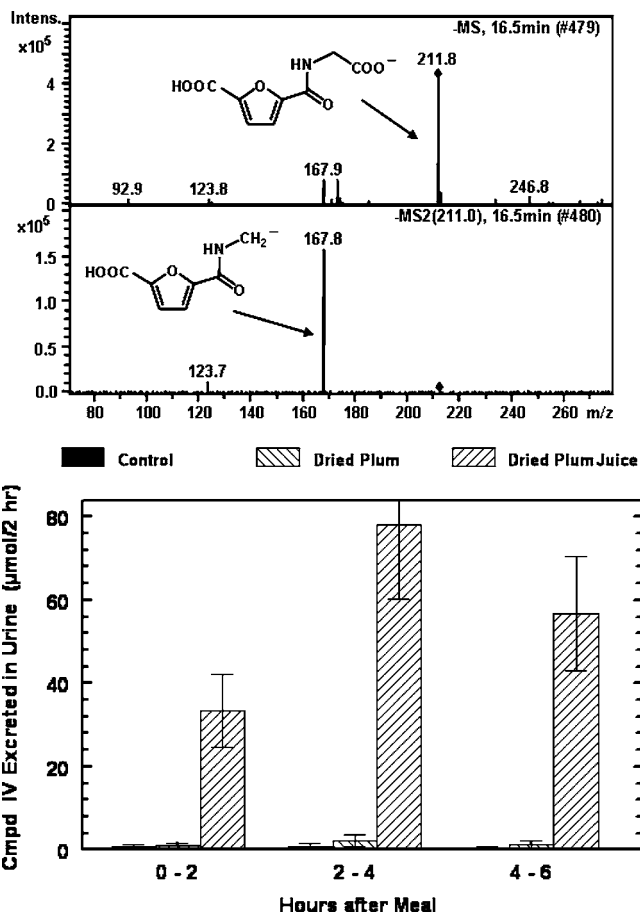 Intens.
x10⁵
-MS, 16.5min (#479)
211.8
HN
COO⁻
HOOC
O
O
4
2
0
92.9
123.8
167.9
246.8
x10⁵
-MS2(211.0), 16.5min (#480)
167.8
HN
CH₂⁻
HOOC
O
O
1.5
1.0
0.5
0.0
123.7
80 100 120 140 160 180 200 220 240 260 m/z
Control Dried Plum Dried Plum Juice
Cmpd IV Excreted in Urine (µmol/2 hr)
80
60
40
20
0
0 - 2 2 - 4 4 - 6
Hours after Meal